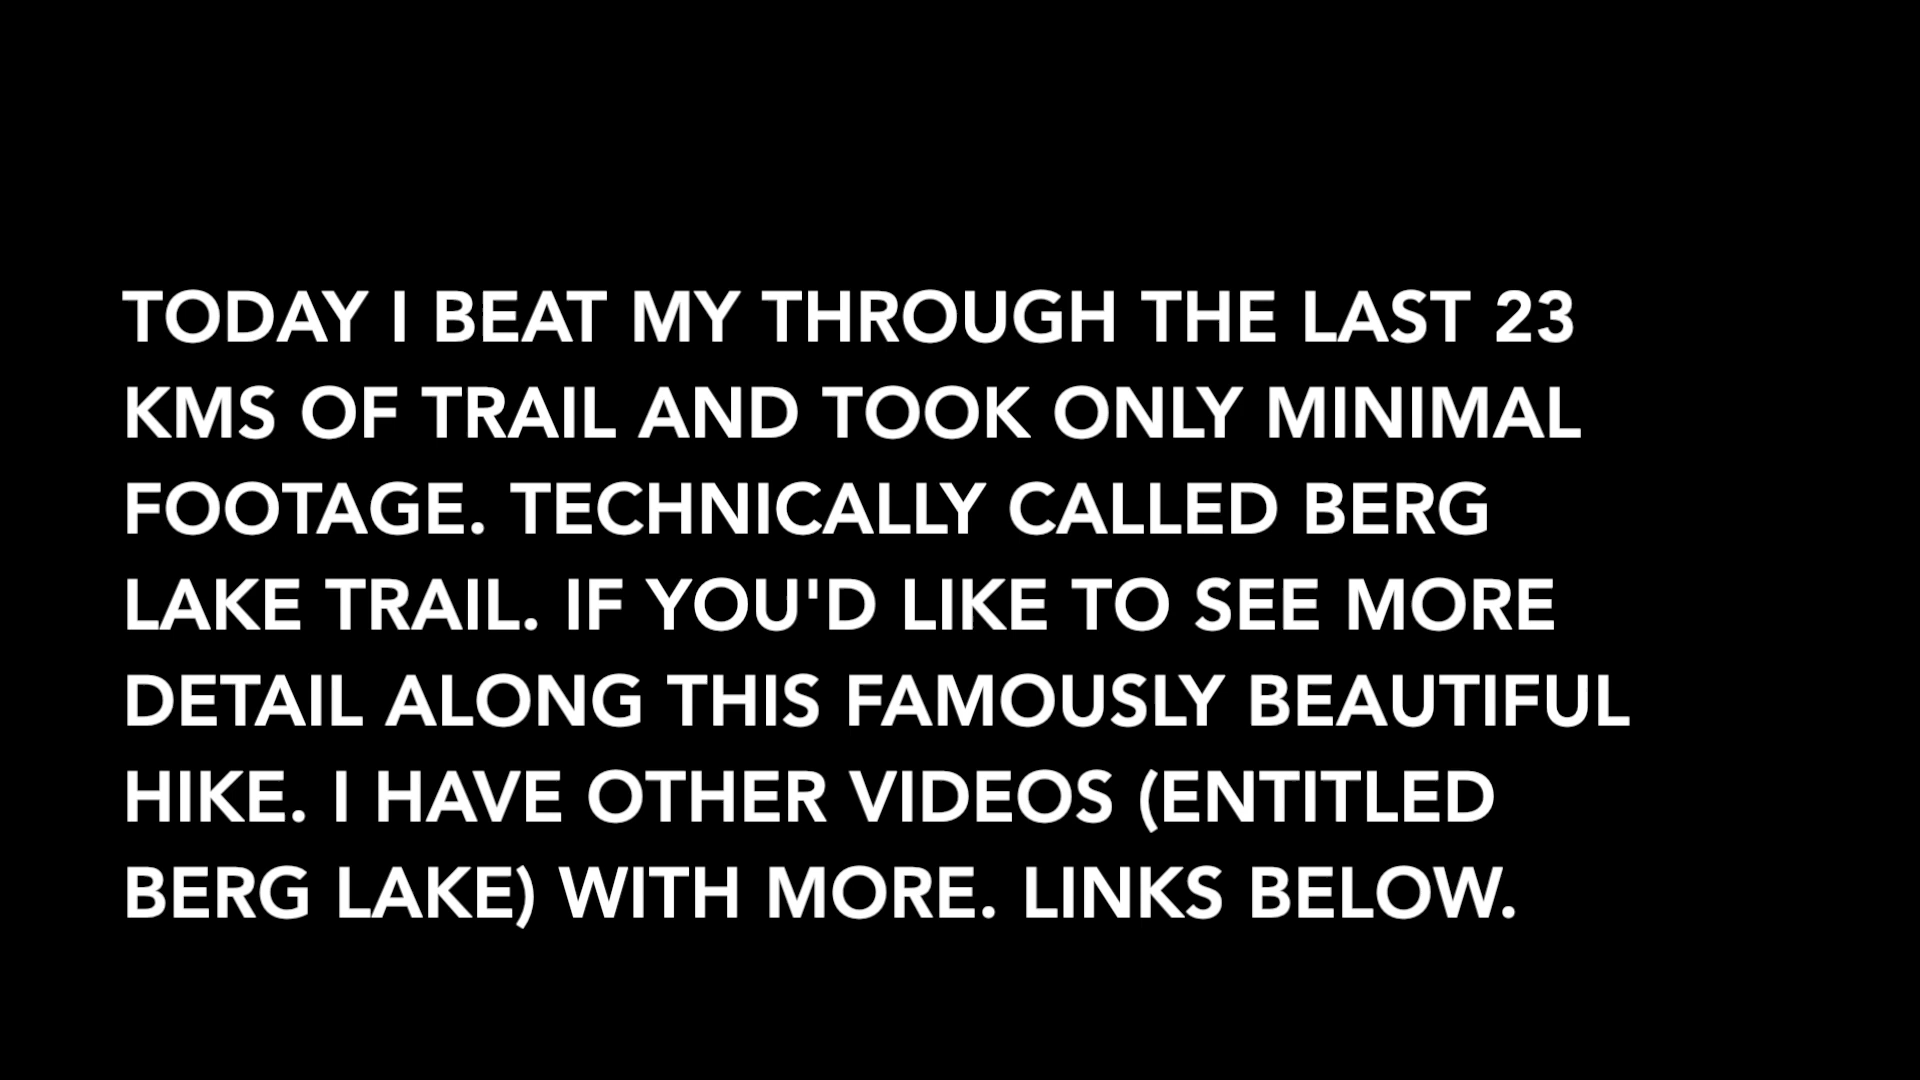 TODAY I BEAT MY THROUGH THE LAST 23
KMS OF TRAIL AND TOOK ONLY MINIMAL
FOOTAGE. TECHNICALLY CALLED BERG
LAKE TRAIL. IF YOU'D LIKE TO SEE MORE
DETAIL ALONG THIS FAMOUSLY BEAUTIFUL
HIKE. I HAVE OTHER VIDEOS (ENTITLED
BERG LAKE) WITH MORE. LINKS BELOW.